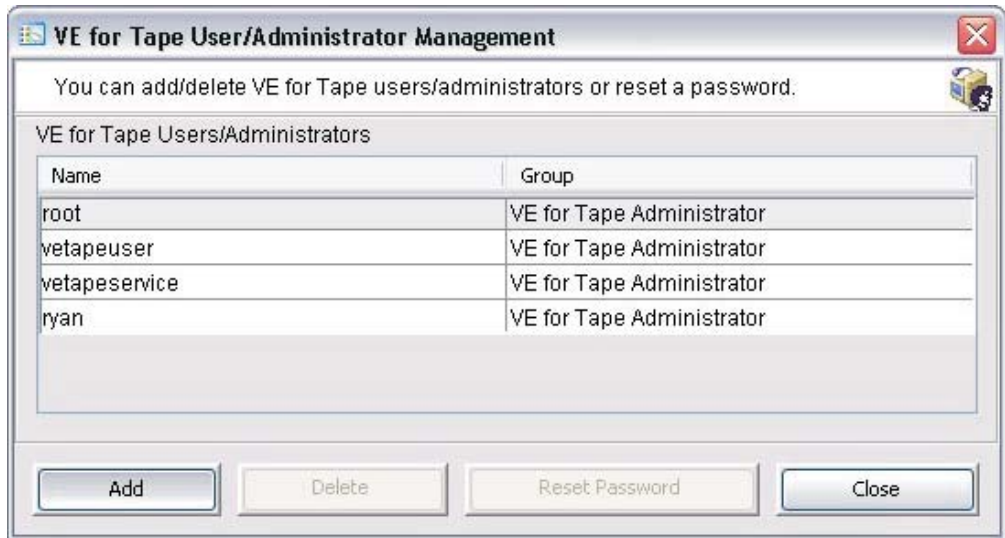 VE for Tape User/Administrator Management
You can add/delete VE for Tape users/administrators or reset a password.
VE for Tape Users/Administrators
Name Group
root VE for Tape Administrator
vetapeuser VE for Tape Administrator
vetapeservice VE for Tape Administrator
ryan VE for Tape Administrator
Add Delete Reset Password Close